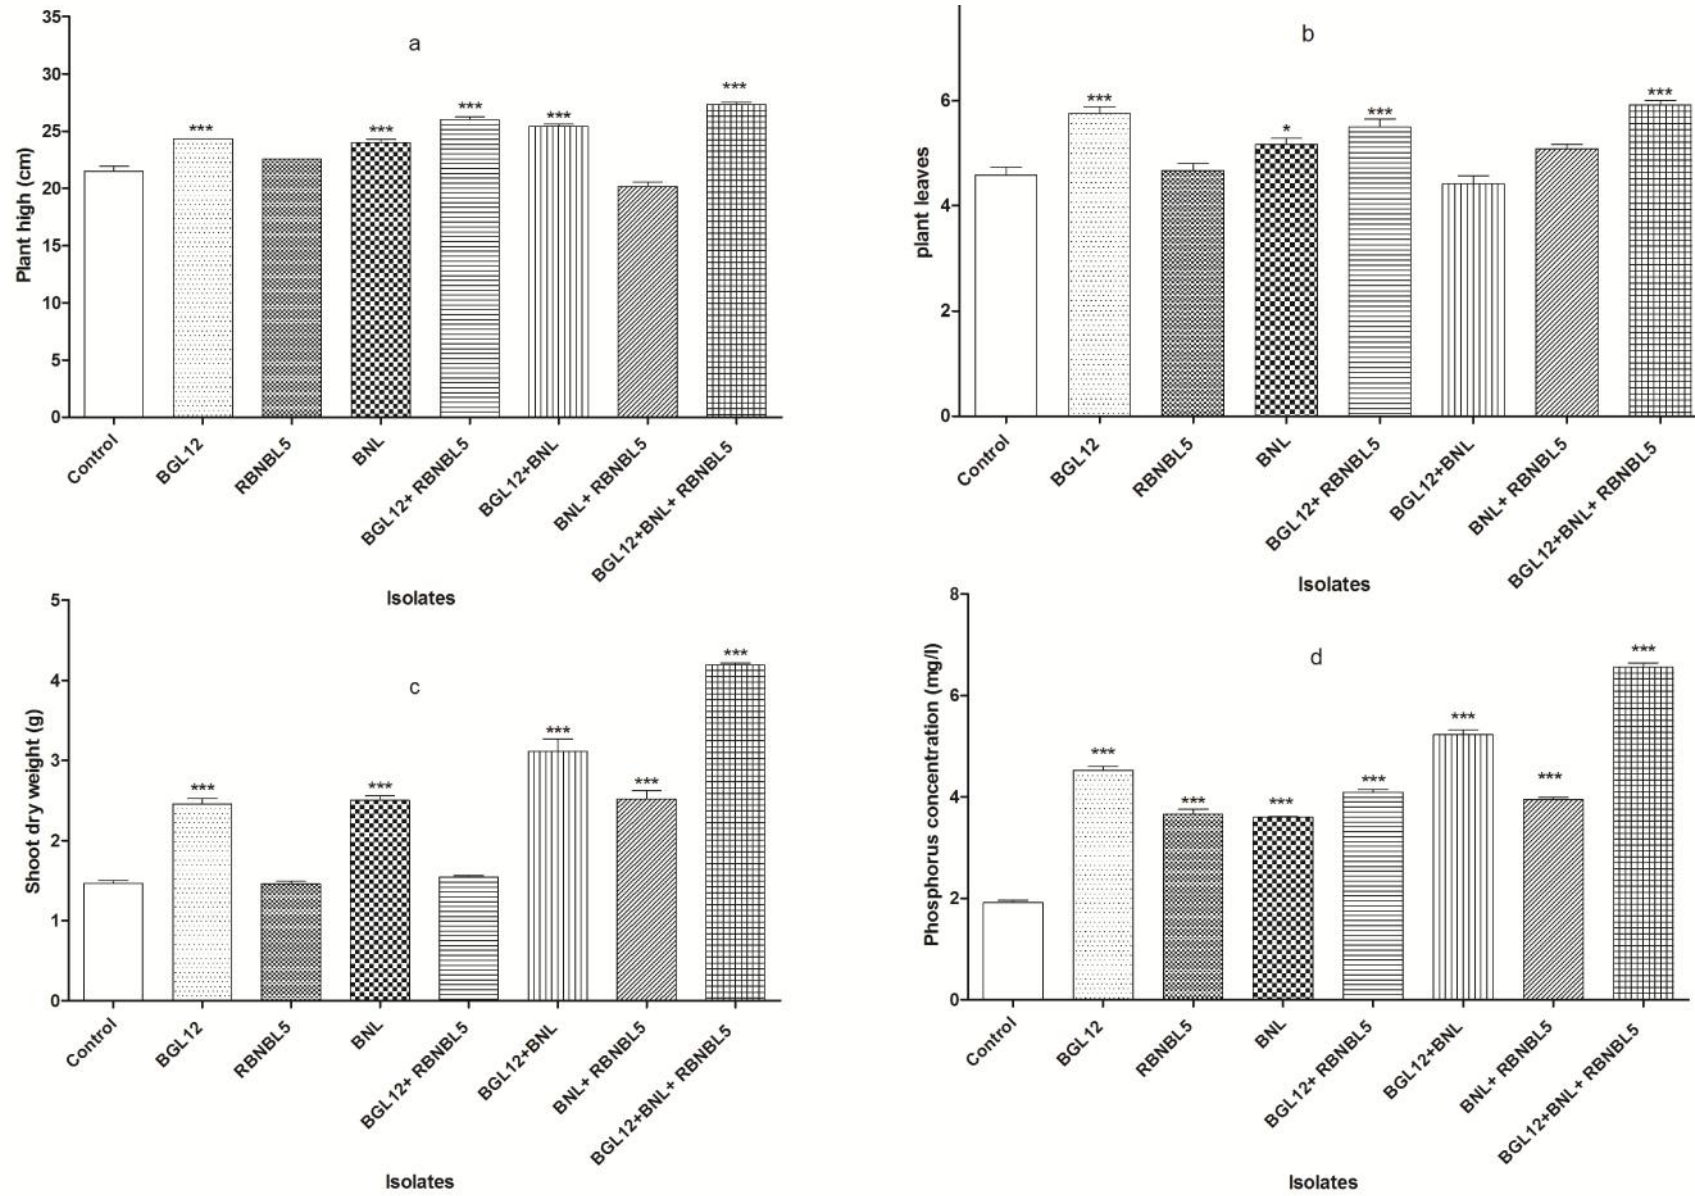 a
Plant high (cm)
35
30
25
20
15
10
5
0
***
***
***
***
***
Control
BGL12
RBNBL5
BNL
BGL12+ RBNBL5
BGL12+BNL
BNL+ RBNBL5
BGL12+BNL+ RBNBL5
Isolates
b
plant leaves
6
4
2
0
***
*
***
***
Control
BGL12
RBNBL5
BNL
BGL12+ RBNBL5
BGL12+BNL
BNL+ RBNBL5
BGL12+BNL+ RBNBL5
Isolates
c
Shoot dry weight (g)
5
4
3
2
1
0
***
***
***
***
***
Control
BGL12
RBNBL5
BNL
BGL12+ RBNBL5
BGL12+BNL
BNL+ RBNBL5
BGL12+BNL+ RBNBL5
Isolates
d
Phosphorus concentration (mg/l)
8
6
4
2
0
***
***
***
***
***
***
***
Control
BGL12
RBNBL5
BNL
BGL12+ RBNBL5
BGL12+BNL
BNL+ RBNBL5
BGL12+BNL+ RBNBL5
Isolates